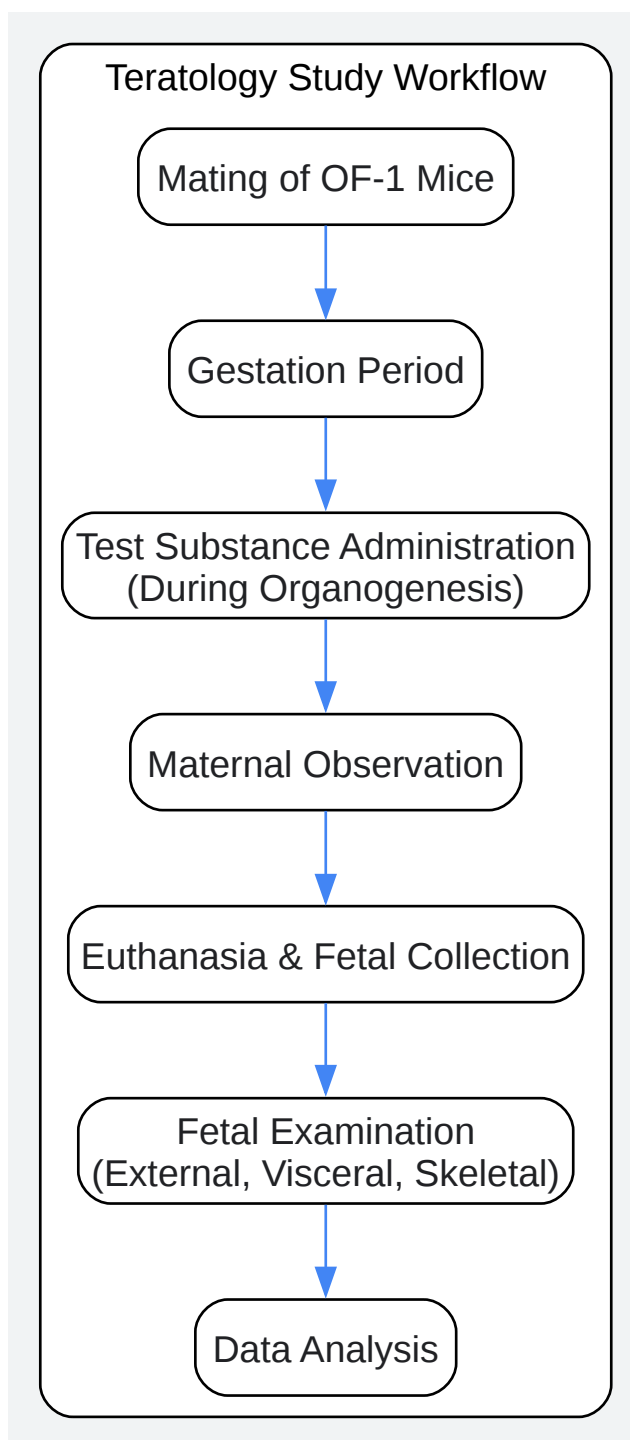 Teratology Study Workflow
Mating of OF-1 Mice
Gestation Period
Test Substance Administration
(During Organogenesis)
Maternal Observation
Euthanasia & Fetal Collection
Fetal Examination
(External, Visceral, Skeletal)
Data Analysis